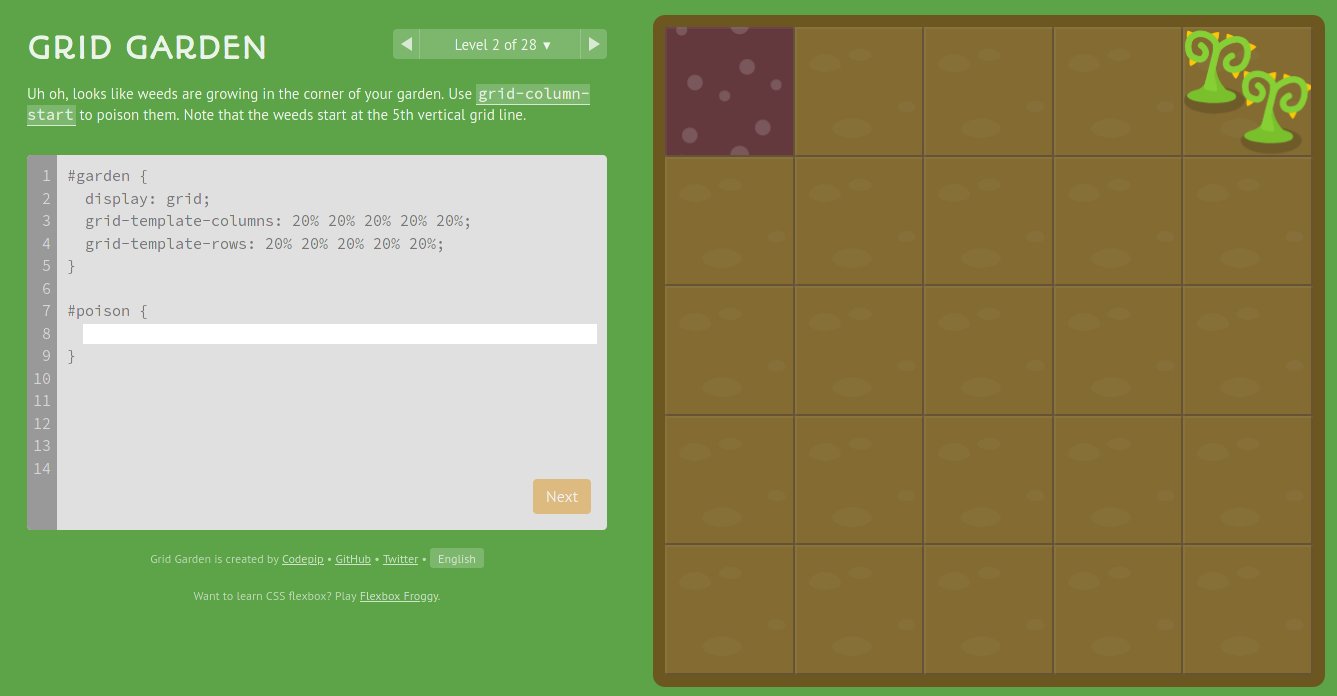 GRID GARDEN
◀ Level 2 of 28 ▼ ▶
Uh oh, looks like weeds are growing in the corner of your garden. Use grid-column-
start to poison them. Note that the weeds start at the 5th vertical grid line.
1 #garden {
2 display: grid;
3 grid-template-columns: 20% 20% 20% 20% 20%;
4 grid-template-rows: 20% 20% 20% 20% 20%;
5 }
6
7 #poison {
8
9 }
10
11
12
13
14
Next
Grid Garden is created by Codepip • GitHub • Twitter • English
Want to learn CSS flexbox? Play Flexbox Froggy.